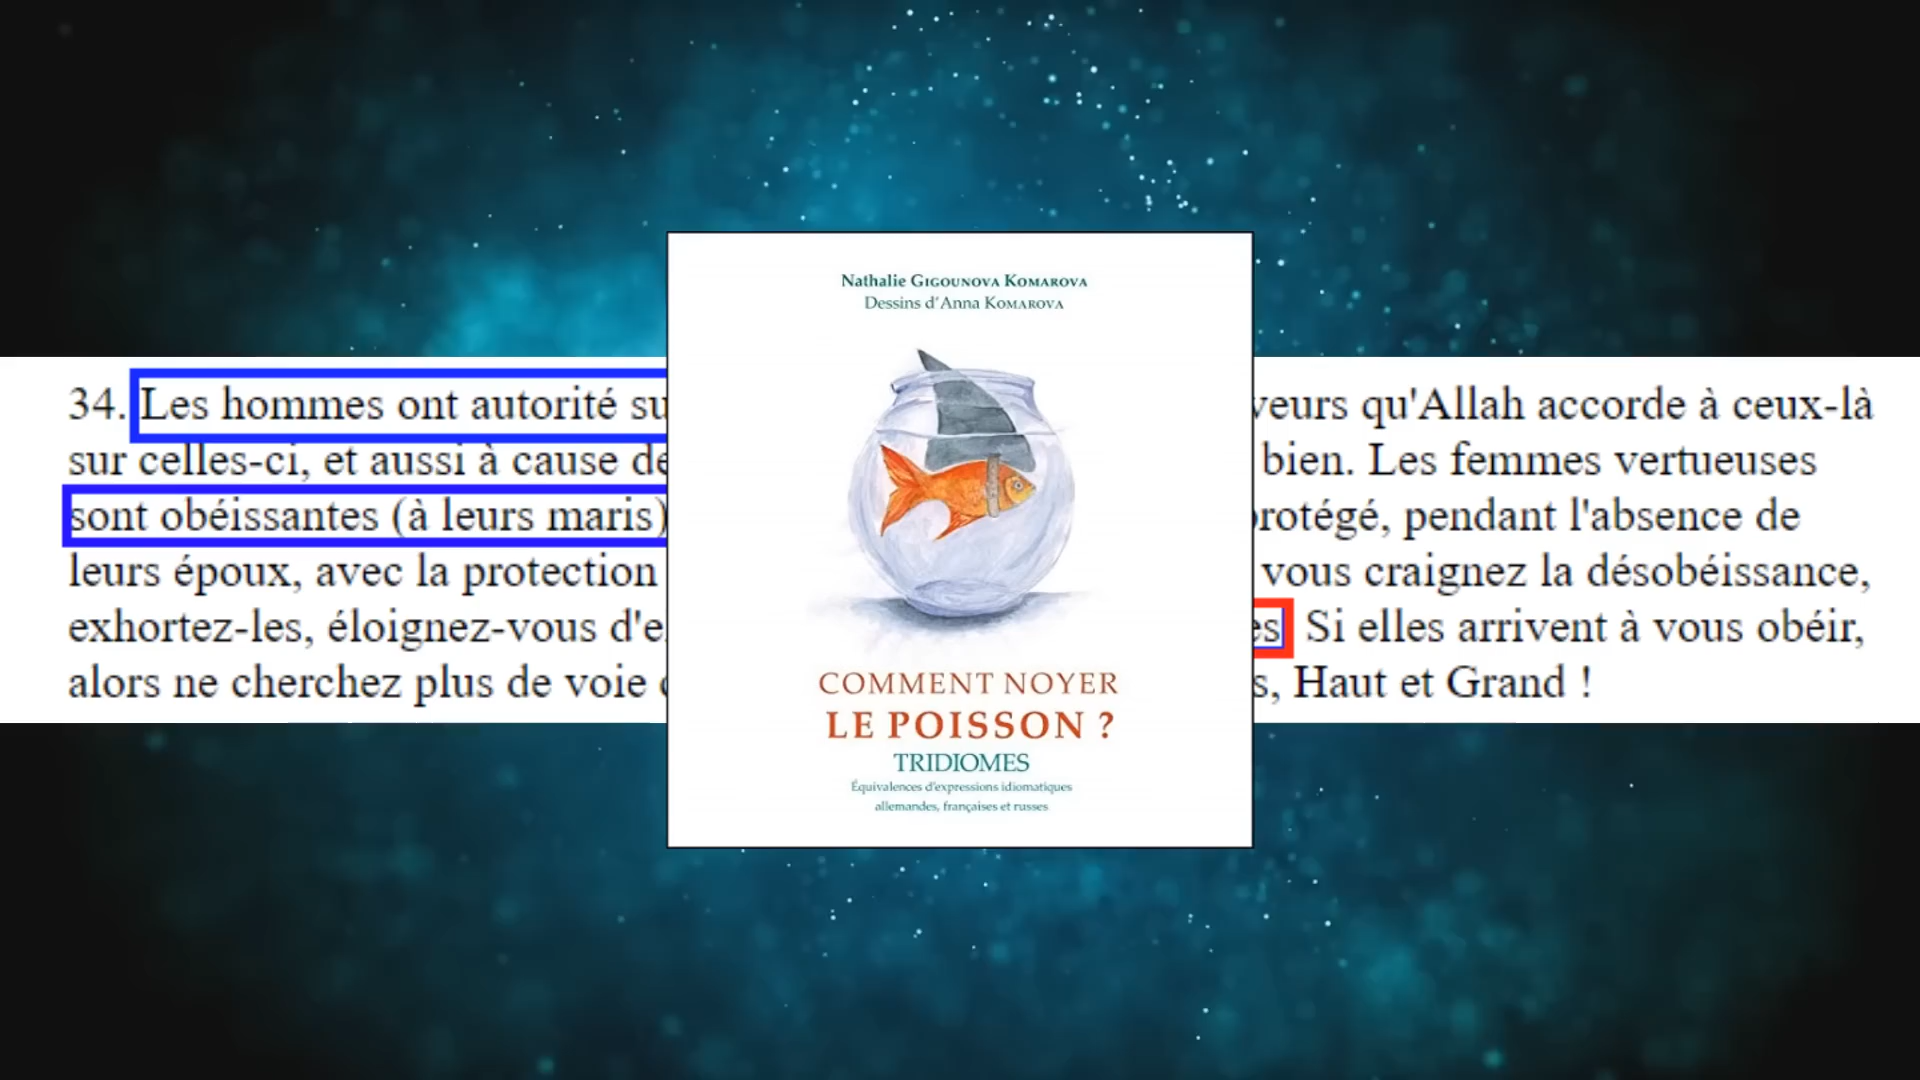 34. Les hommes ont autorité su
sur celles-ci, et aussi à cause de
sont obéissantes (à leurs maris)
leurs époux, avec la protection
exhortez-les, éloignez-vous d'e
alors ne cherchez plus de voie
Nathalie GIGOUNOVA KOMAROVA
Dessins d'Anna KOMAROVA
COMMENT NOYER
LE POISSON ?
TRIDIOMES
Équivalences d'expressions idiomatiques
allemandes, françaises et russes
veurs qu'Allah accorde à ceux-là
bien. Les femmes vertueuses
protégé, pendant l'absence de
vous craignez la désobéissance,
es Si elles arrivent à vous obéir,
s, Haut et Grand !